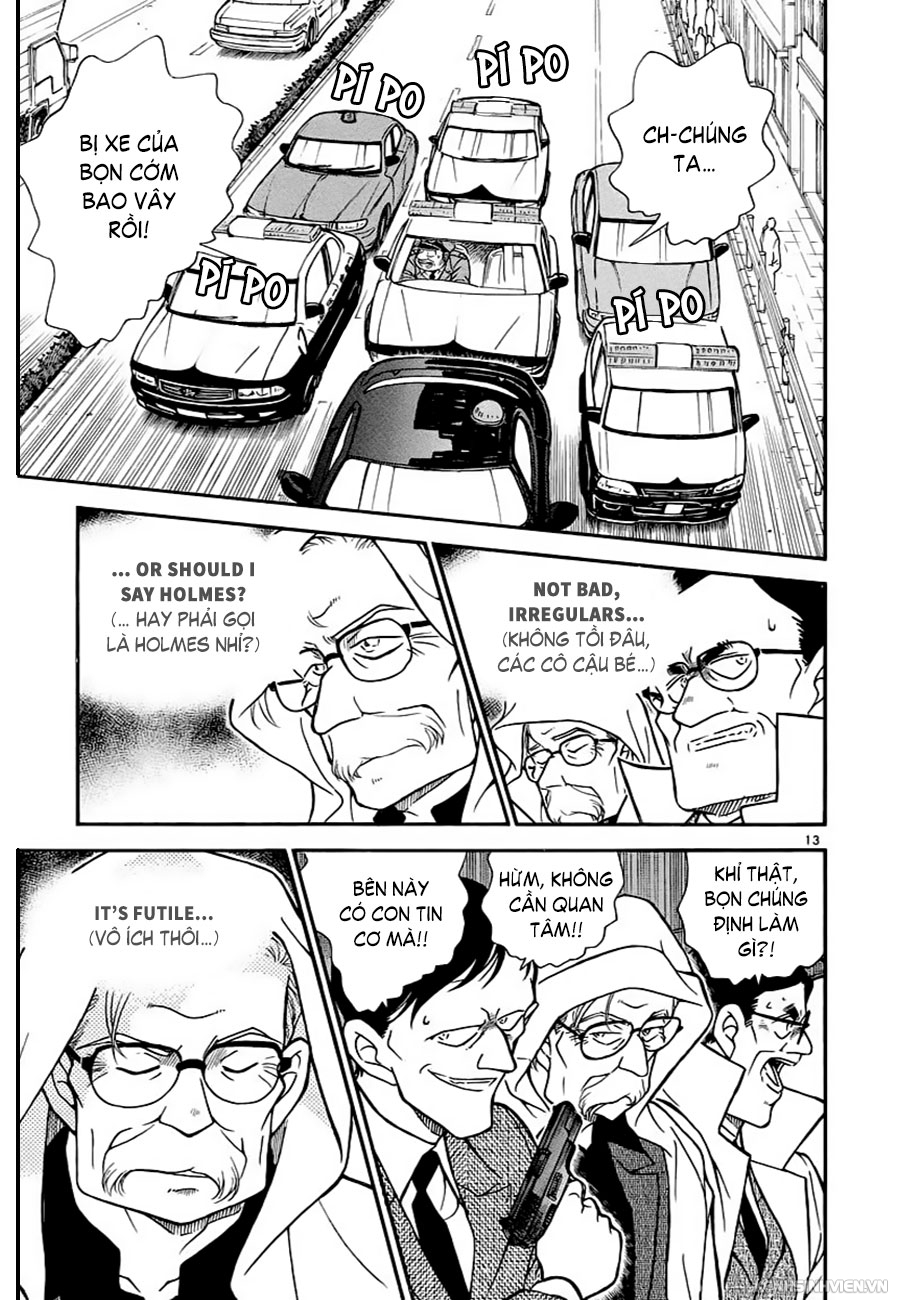 CH-CHÚNG
TA...
PÍ PO
PÍ PO
BỊ XE CỦA
BỌN CỚM
BAO VÂY
RỒI!
PÍ PO
PÍ PO
NOT BAD,
IRREGULARS...
(KHÔNG TỒI ĐÂU,
CÁC CÔ CẬU BÉ...)
... OR SHOULD I
SAY HOLMES?
(... HAY PHẢI GỌI
LÀ HOLMES NHÍ?)
13
KHỈ THẬT,
BỌN CHÚNG
ĐỊNH LÀM
GÌ?!
HỪM, KHÔNG
CẦN QUAN
TÂM!!
BÊN NÀY
CÓ CON TIN
CƠ MÀ!!
IT'S FUTILE...
(VÔ ÍCH THÔI...)